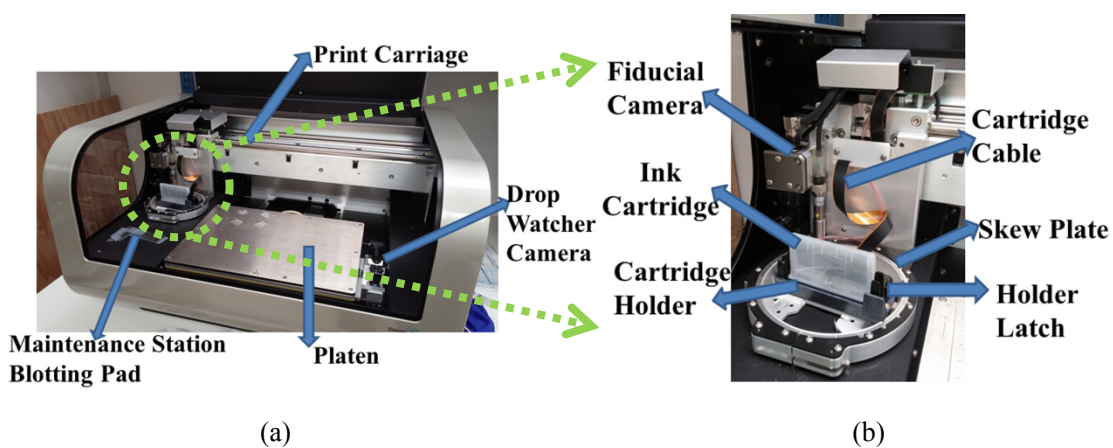 Print Carriage
Drop
Watcher
Camera
Maintenance Station
Blotting Pad
Platen
(a)
Fiducial
Camera
Cartridge
Cable
Ink
Cartridge
Skew Plate
Cartridge
Holder
Holder
Latch
(b)